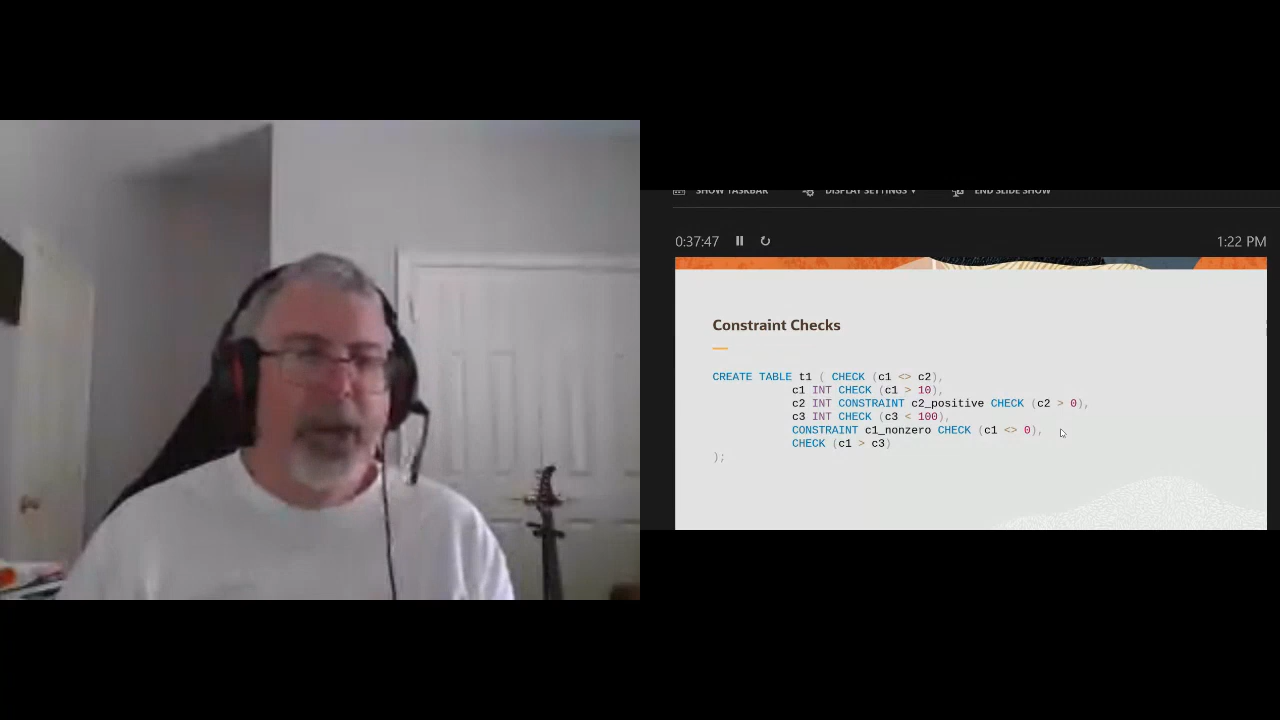 SHOW TASKBAR DISPLAY SETTINGS ▾ END SLIDE SHOW
0:37:47 1:22 PM
Constraint Checks
CREATE TABLE t1 ( CHECK (c1 <> c2),
c1 INT CHECK (c1 > 10),
c2 INT CONSTRAINT c2_positive CHECK (c2 > 0),
c3 INT CHECK (c3 < 100),
CONSTRAINT c1_nonzero CHECK (c1 <> 0),
CHECK (c1 > c3)
);